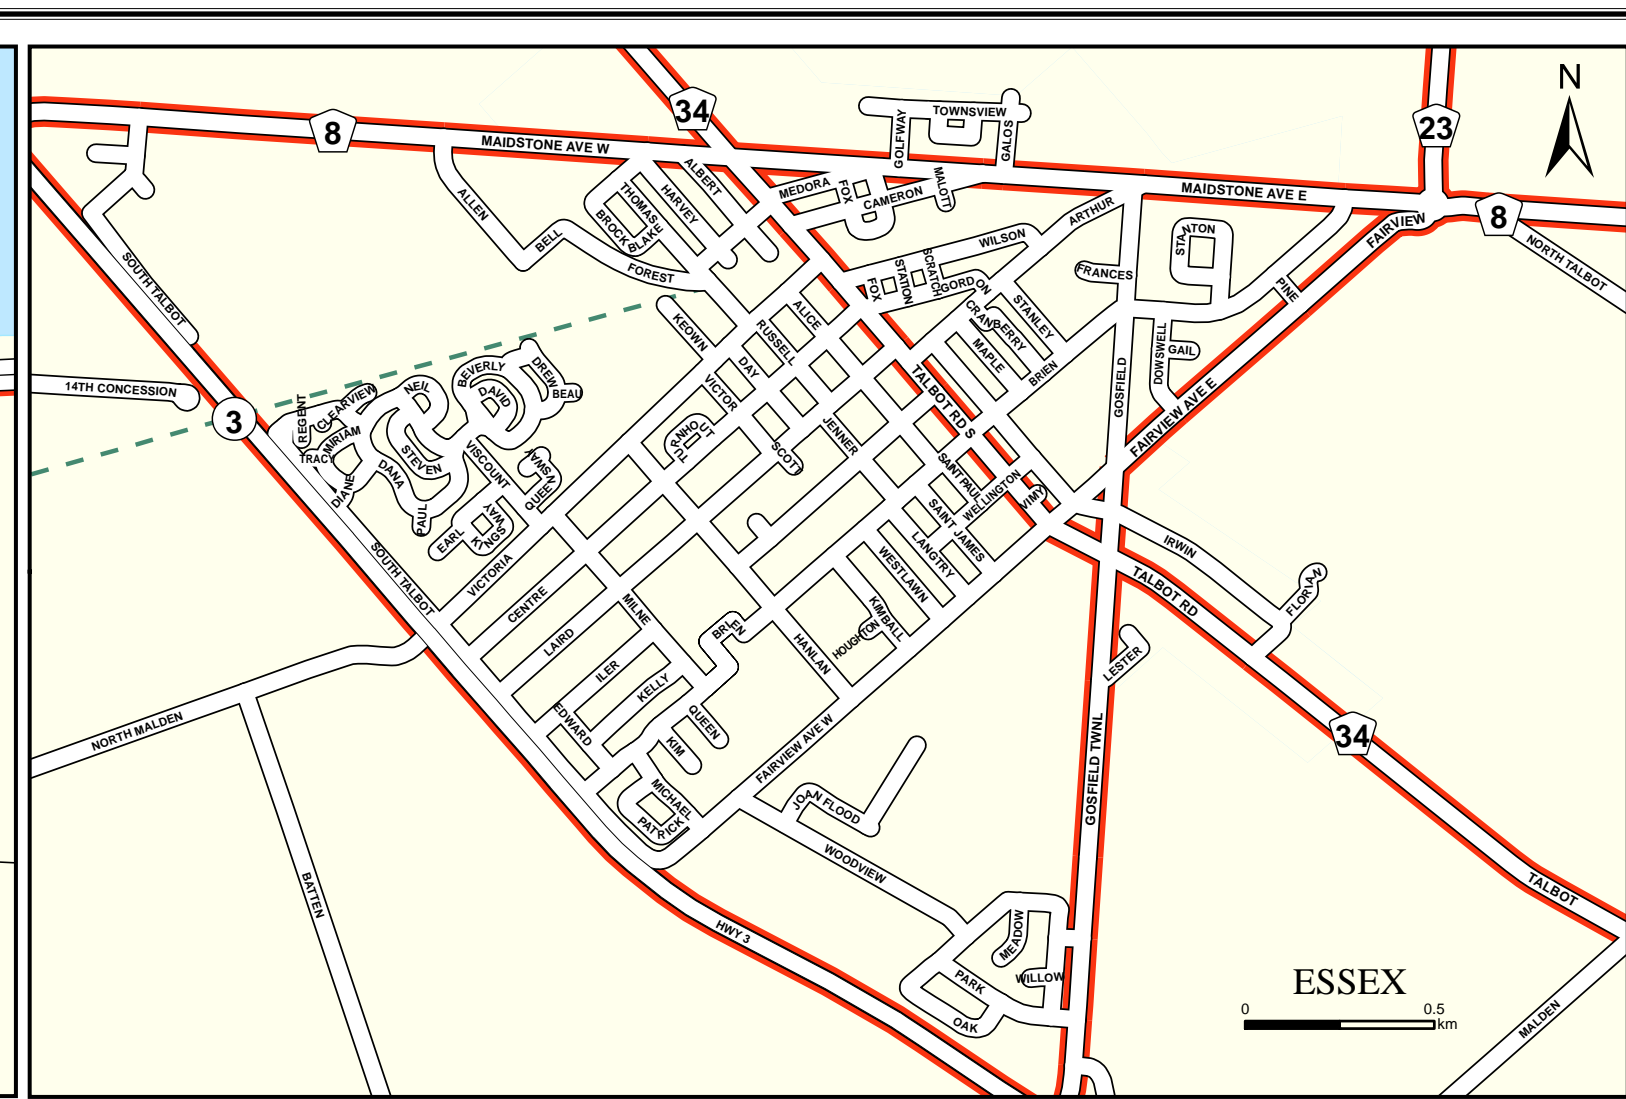 N
34
TOWNSVIEW
GOLFWAY
GALOS
23
8
MAIDSTONE AVE W
ALBERT
MEDORA
FOX
CAMERON
MALOTT
MAIDSTONE AVE E
8
FAIRVIEW
NORTH TALBOT
ALLEN
THOMAS
HARVEY
BROCK
BLAKE
BELL
FOREST
ARTHUR
WILSON
STANTON
FRANCES
PINE
SOUTH TALBOT
FOX
STATION
SCRATCH
GORDON
STANLEY
CRANBERRY
MAPLE
BRIEN
KEOWN
ALICE
RUSSELL
DAY
VICTOR
GOSFIELD
DOWSWELL
GAIL
14TH CONCESSION
3
REGENT
CLEARVIEW
MIRIAM
TRACY
DIANE
DANA
NEIL
STEVEN
PAUL
BEVERLY
DAVID
DREW
BEAU
VISCOUNT
QUEENSWAY
KINGSWAY
EARL
TURNHOUT
SCOTT
JENNER
TALBOT RD S
SAINT PAUL
WELLINGTON
VIMY
FAIRVIEW AVE E
SAINT JAMES
LANGTRY
WESTLAWN
KIMBALL
HOUGHTON
IRWIN
FLORIAN
TALBOT RD
SOUTH TALBOT
VICTORIA
CENTRE
LAIRD
MILNE
BRIEN
HANLAN
ILER
KELLY
EDWARD
QUEEN
KIM
MICHAEL
PATRICK
FAIRVIEW AVE W
LESTER
NORTH MALDEN
BATTEN
GOSFIELD TWNL
34
JOAN FLOOD
WOODVIEW
TALBOT
HWY 3
MEADOW
WILLOW
PARK
OAK
MALDEN
ESSEX
0 0.5
km